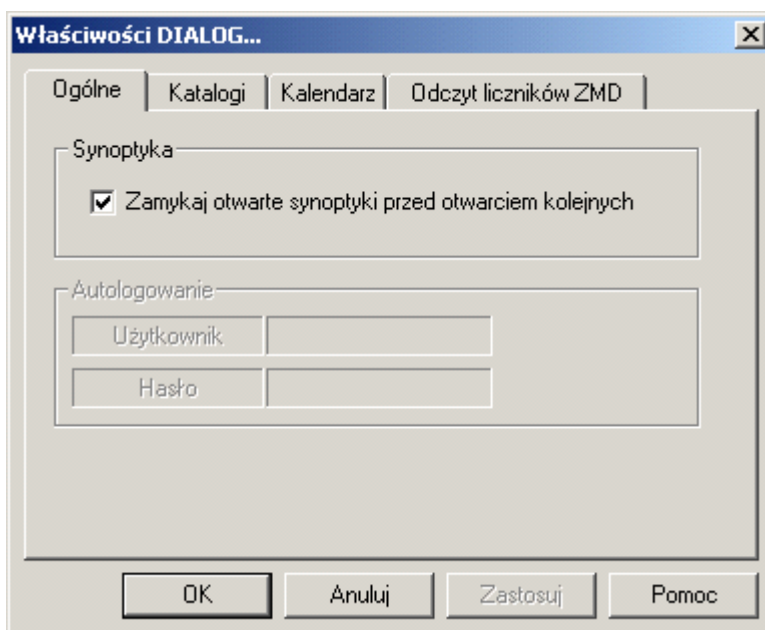 Właściwości DIALOG...
Ogólne Katalogi Kalendarz Odczyt liczników ZMD
Synoptyka
Zamykaj otwarte synoptyki przed otwarciem kolejnych
Autologowanie
Użytkownik
Hasło
OK Anuluj Zastosuj Pomoc